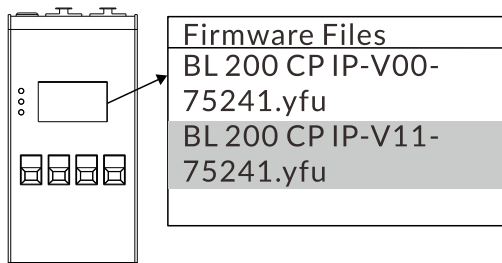 Firmware Files
BL 200 CP IP-V00-
75241.yfu
BL 200 CP IP-V11-
75241.yfu